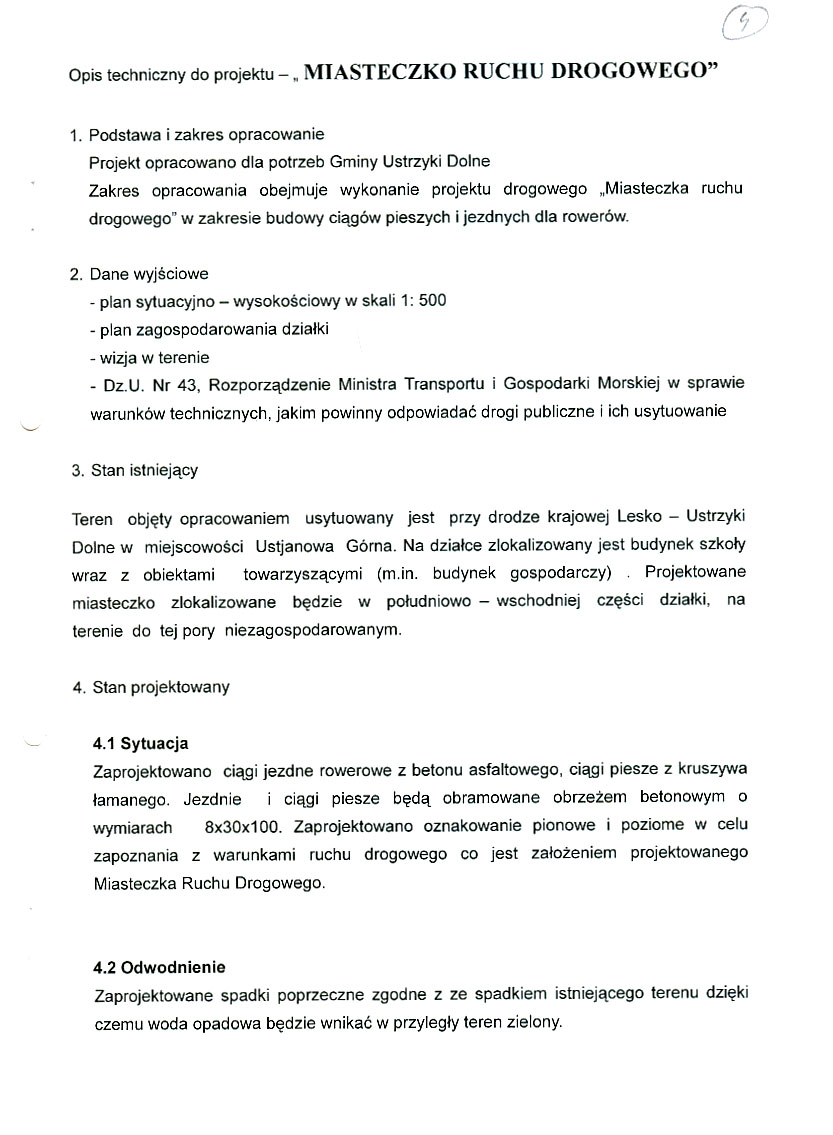 4
Opis techniczny do projektu – „ MIASTECZKO RUCHU DROGOWEGO”
1. Podstawa i zakres opracowanie
Projekt opracowano dla potrzeb Gminy Ustrzyki Dolne
Zakres opracowania obejmuje wykonanie projektu drogowego „Miasteczka ruchu
drogowego” w zakresie budowy ciągów pieszych i jezdnych dla rowerów.
2. Dane wyjściowe
- plan sytuacyjno – wysokościowy w skali 1: 500
- plan zagospodarowania działki
- wizja w terenie
- Dz.U. Nr 43, Rozporządzenie Ministra Transportu i Gospodarki Morskiej w sprawie
warunków technicznych, jakim powinny odpowiadać drogi publiczne i ich usytuowanie
3. Stan istniejący
Teren objęty opracowaniem usytuowany jest przy drodze krajowej Lesko – Ustrzyki
Dolne w miejscowości Ustjanowa Górna. Na działce zlokalizowany jest budynek szkoły
wraz z obiektami towarzyszącymi (m.in. budynek gospodarczy) . Projektowane
miasteczko zlokalizowane będzie w południowo – wschodniej części działki, na
terenie do tej pory niezagospodarowanym.
4. Stan projektowany
4.1 Sytuacja
Zaprojektowano ciągi jezdne rowerowe z betonu asfaltowego, ciągi piesze z kruszywa
łamanego. Jezdnie i ciągi piesze będą obramowane obrzeżem betonowym o
wymiarach 8x30x100. Zaprojektowano oznakowanie pionowe i poziome w celu
zapoznania z warunkami ruchu drogowego co jest założeniem projektowanego
Miasteczka Ruchu Drogowego.
4.2 Odwodnienie
Zaprojektowane spadki poprzeczne zgodne z ze spadkiem istniejącego terenu dzięki
czemu woda opadowa będzie wnikać w przyległy teren zielony.